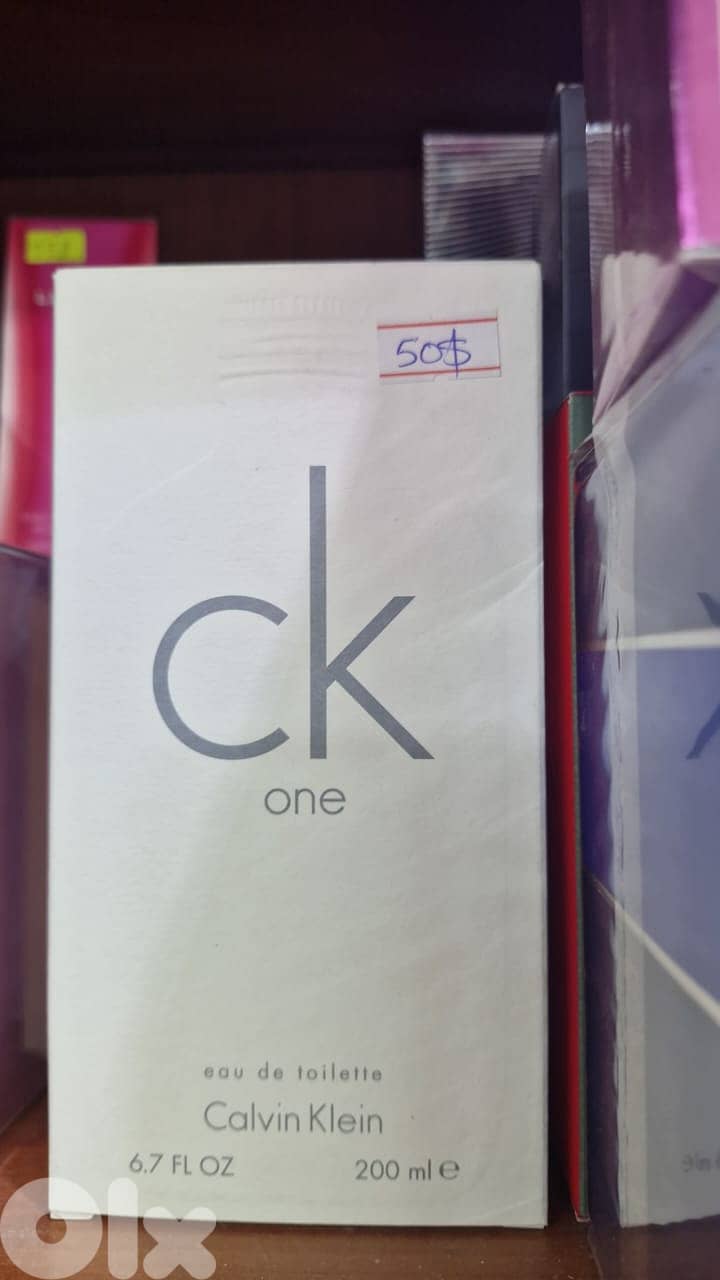 50$
ck
one
eau de toilette
Calvin Klein
6.7 FL OZ 200 ml ℮
Olx